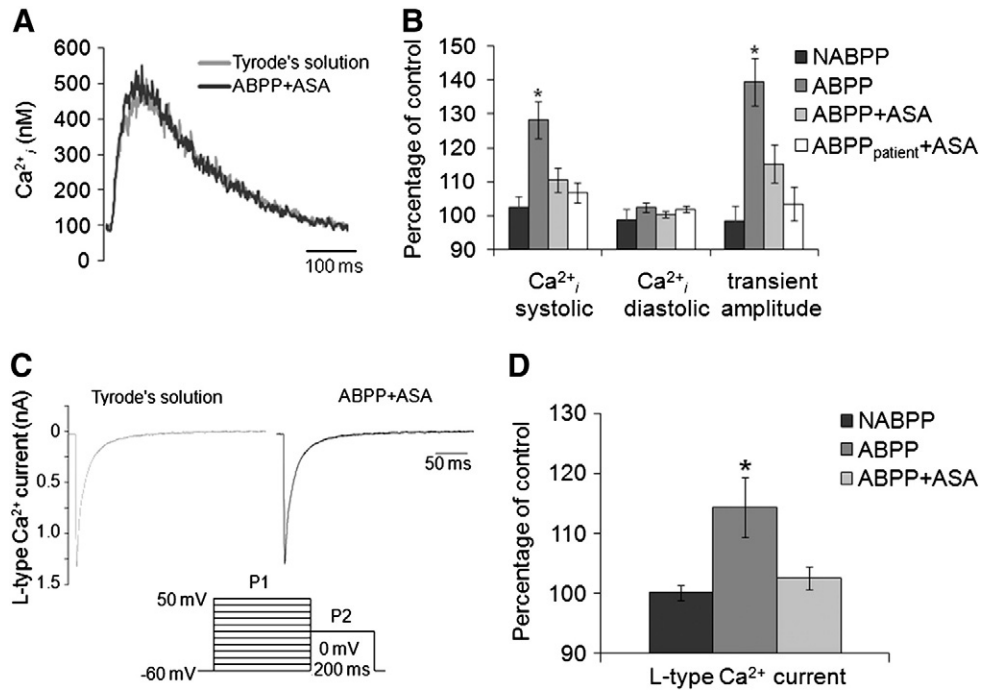 A
600
500
400
300
200
100
0
Ca²⁺ᵢ (nM)
Tyrode's solution
ABPP+ASA
100 ms
B
150
140
130
120
110
100
90
Percentage of control
*
*
NABPP
ABPP
ABPP+ASA
ABPPpatient+ASA
Ca²⁺ᵢ
systolic
Ca²⁺ᵢ
diastolic
transient
amplitude
C
L-type Ca²⁺ current (nA)
0
0.5
1.0
1.5
Tyrode's solution
ABPP+ASA
50 ms
P1
50 mV
P2
0 mV
-60 mV
200 ms
D
130
120
110
100
90
Percentage of control
*
NABPP
ABPP
ABPP+ASA
L-type Ca²⁺ current